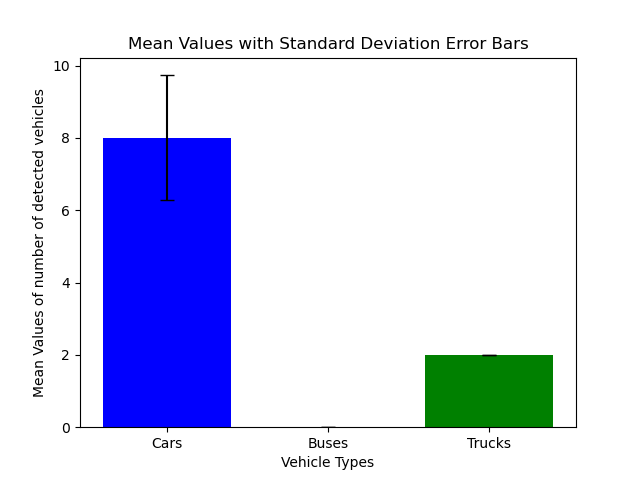 Mean Values with Standard Deviation Error Bars
Mean Values of number of detected vehicles
10
8
6
4
2
0
Cars Buses Trucks
Vehicle Types